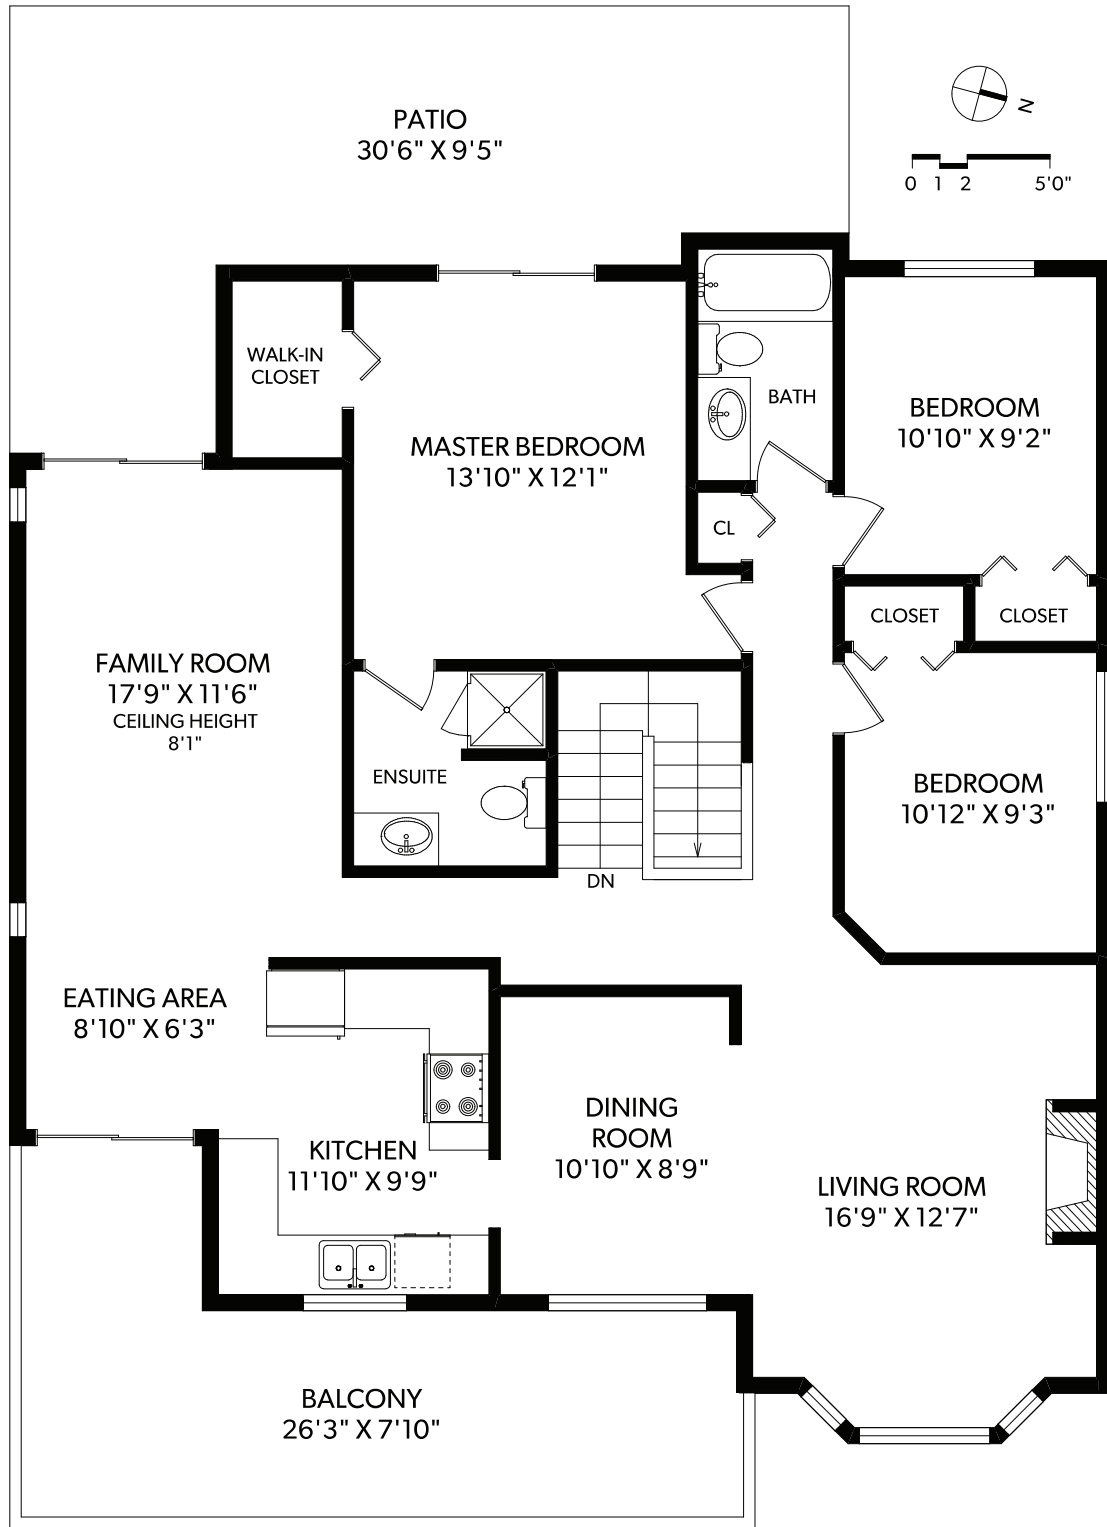 PATIO
30'6" X 9'5"
N
0 1 2 5'0"
WALK-IN
CLOSET
BATH
BEDROOM
10'10" X 9'2"
MASTER BEDROOM
13'10" X 12'1"
CL
CLOSET
CLOSET
FAMILY ROOM
17'9" X 11'6"
CEILING HEIGHT
8'1"
ENSUITE
BEDROOM
10'12" X 9'3"
DN
EATING AREA
8'10" X 6'3"
DINING
ROOM
10'10" X 8'9"
KITCHEN
11'10" X 9'9"
LIVING ROOM
16'9" X 12'7"
BALCONY
26'3" X 7'10"